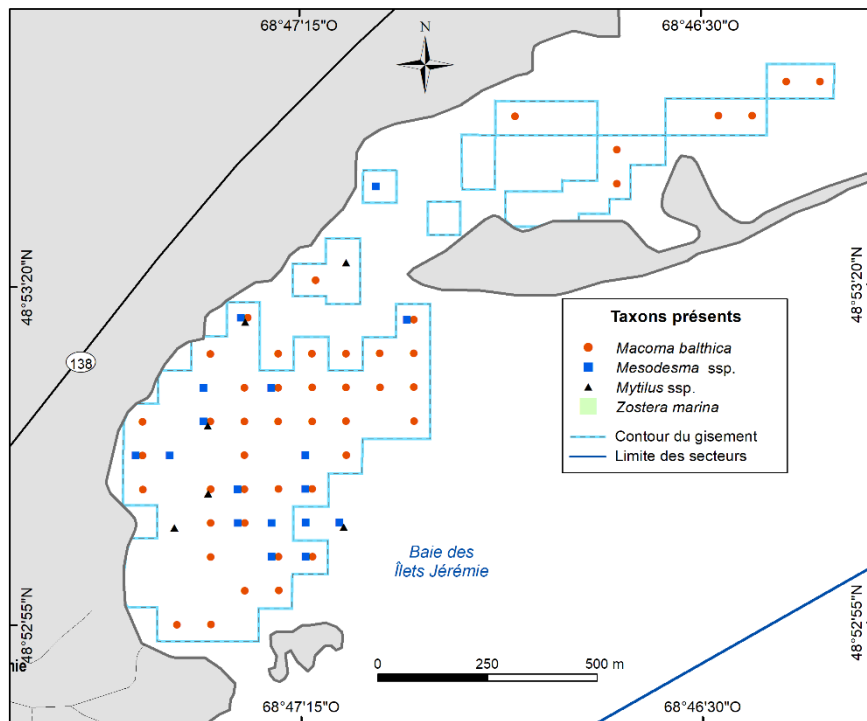 68°47'15"O
68°46'30"O
N
48°53'20"N
48°53'20"N
138
Taxons présents
Macoma balthica
Mesodesma ssp.
Mytilus ssp.
Zostera marina
Contour du gisement
Limite des secteurs
Baie des
Îlets Jérémie
48°52'55"N
48°52'55"N
nie
0 250 500 m
68°47'15"O
68°46'30"O